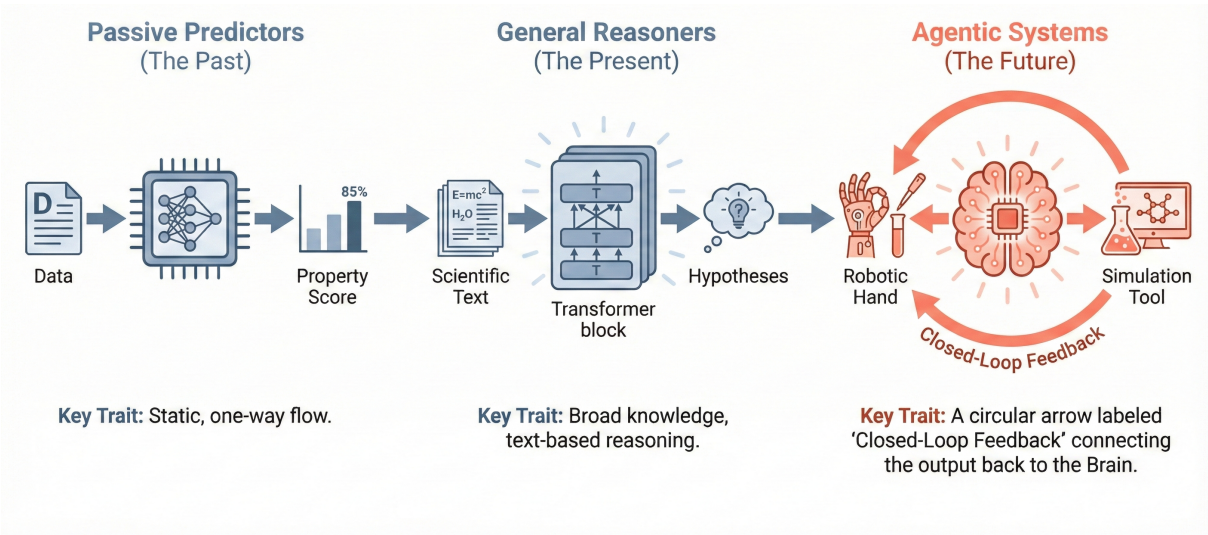 Passive Predictors
(The Past)
D
Data
85%
Property
Score
Key Trait: Static, one-way flow.
General Reasoners
(The Present)
E=mc²
H₂O
Scientific
Text
T
T
T
Transformer
block
?
Hypotheses
Key Trait: Broad knowledge,
text-based reasoning.
Agentic Systems
(The Future)
Robotic
Hand
Simulation
Tool
Closed-Loop Feedback
Key Trait: A circular arrow labeled
‘Closed-Loop Feedback’ connecting
the output back to the Brain.